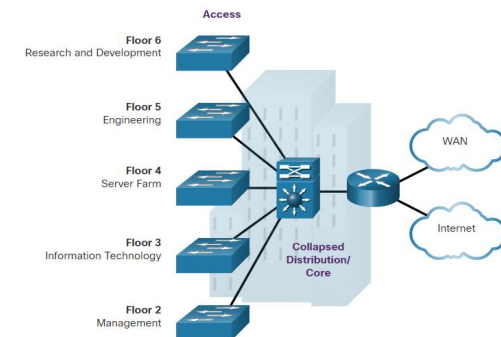 Access
Floor 6
Research and Development
Floor 5
Engineering
Floor 4
Server Farm
Floor 3
Information Technology
Floor 2
Management
Collapsed
Distribution/
Core
WAN
Internet